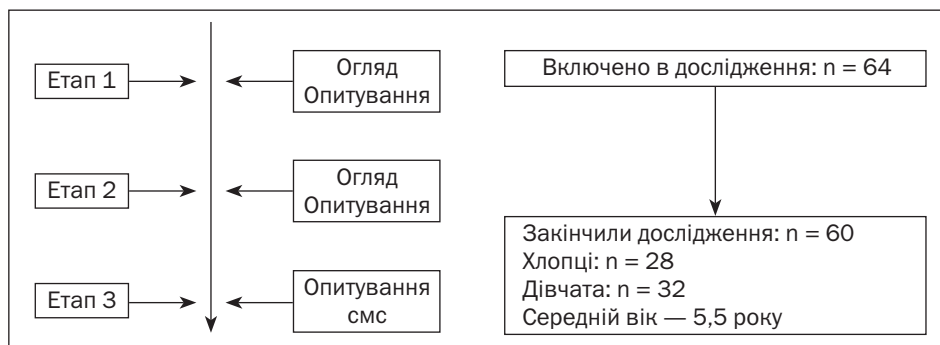 Етап 1
Огляд
Опитування
Етап 2
Огляд
Опитування
Етап 3
Опитування
смс
Включено в дослідження: n = 64
Закінчили дослідження: n = 60
Хлопці: n = 28
Дівчата: n = 32
Середній вік — 5,5 року